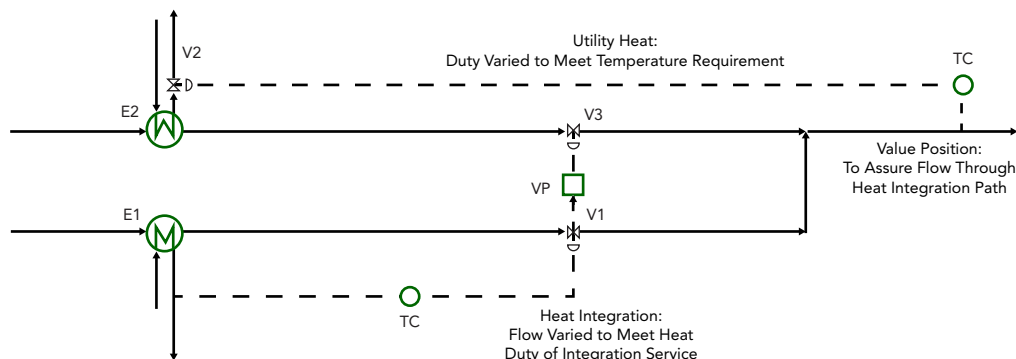 V2
Utility Heat:
Duty Varied to Meet Temperature Requirement
TC
E2
V3
Value Position:
To Assure Flow Through
Heat Integration Path
VP
E1
V1
TC
Heat Integration:
Flow Varied to Meet Heat
Duty of Integration Service